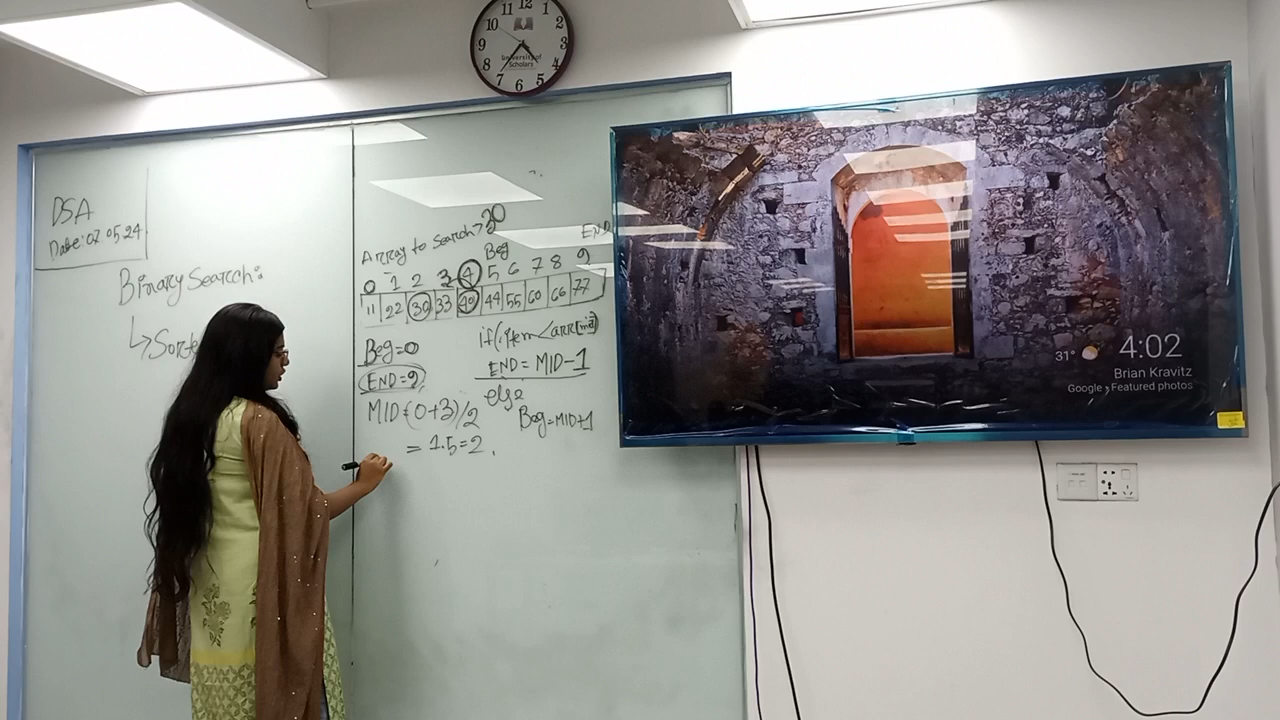 11 12 1
10 2
9 3
8 4
7 6 5
University of
Scholars
DSA
Date: 02.05.24
Binary Search:
↳ Sorte
Array to search → 30
Beg END
0 1 2 3 4 5 6 7 8 9
11 22 30 33 40 44 55 60 66 77
Beg=0
END=9
MID=(0+3)/2
= 1.5=2.
if(item<arr[mid])
END = MID-1
else
Beg=MID+1
31° 4:02
Brian Kravitz
Google • Featured photos